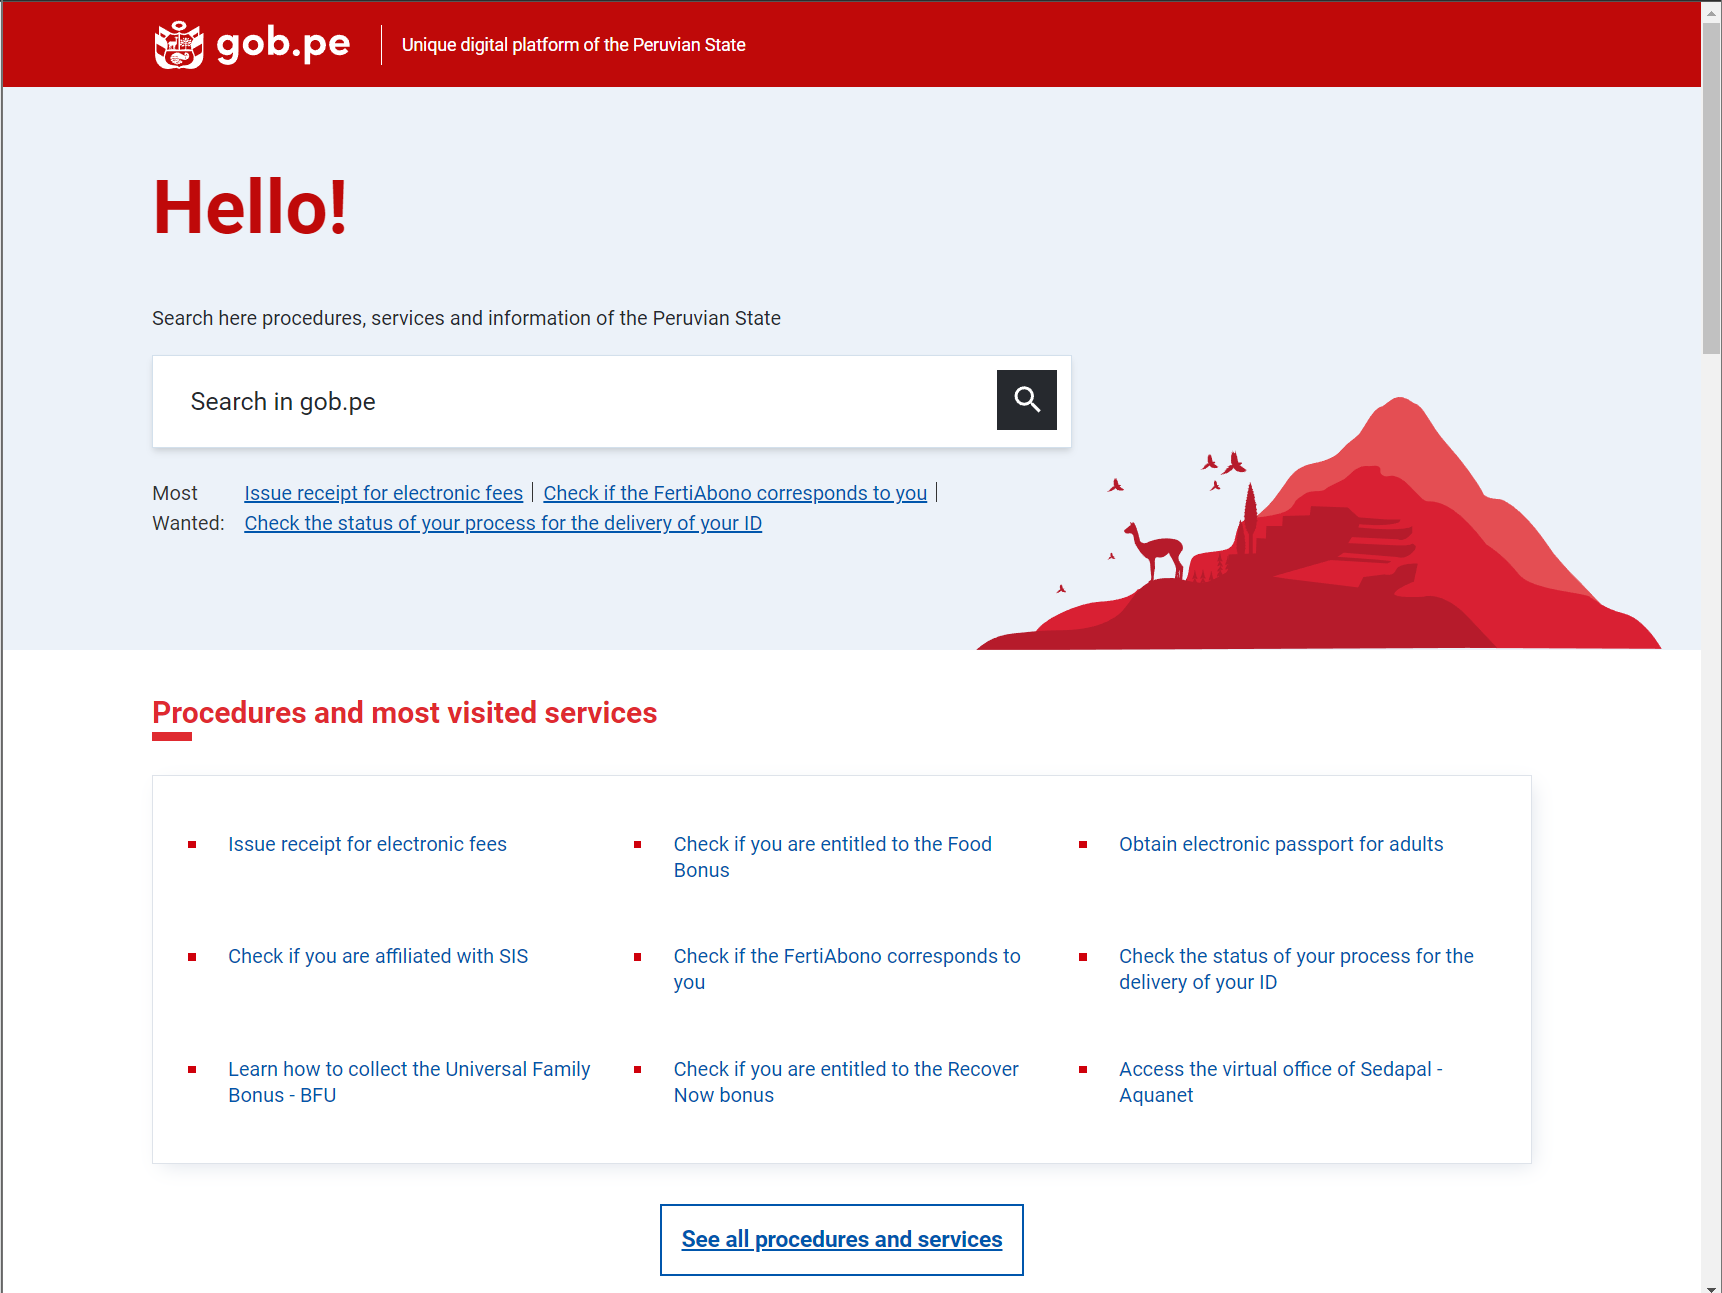 gob.pe
Unique digital platform of the Peruvian State
Hello!
Search here procedures, services and information of the Peruvian State
Search in gob.pe
Most Wanted:
Issue receipt for electronic fees | Check if the FertiAbono corresponds to you |
Check the status of your process for the delivery of your ID
Procedures and most visited services
Issue receipt for electronic fees
Check if you are entitled to the Food
Bonus
Obtain electronic passport for adults
Check if you are affiliated with SIS
Check if the FertiAbono corresponds to
you
Check the status of your process for the
delivery of your ID
Learn how to collect the Universal Family
Bonus - BFU
Check if you are entitled to the Recover
Now bonus
Access the virtual office of Sedapal -
Aquanet
See all procedures and services